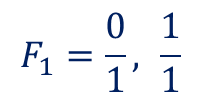 F₁ = 0/1, 1/1